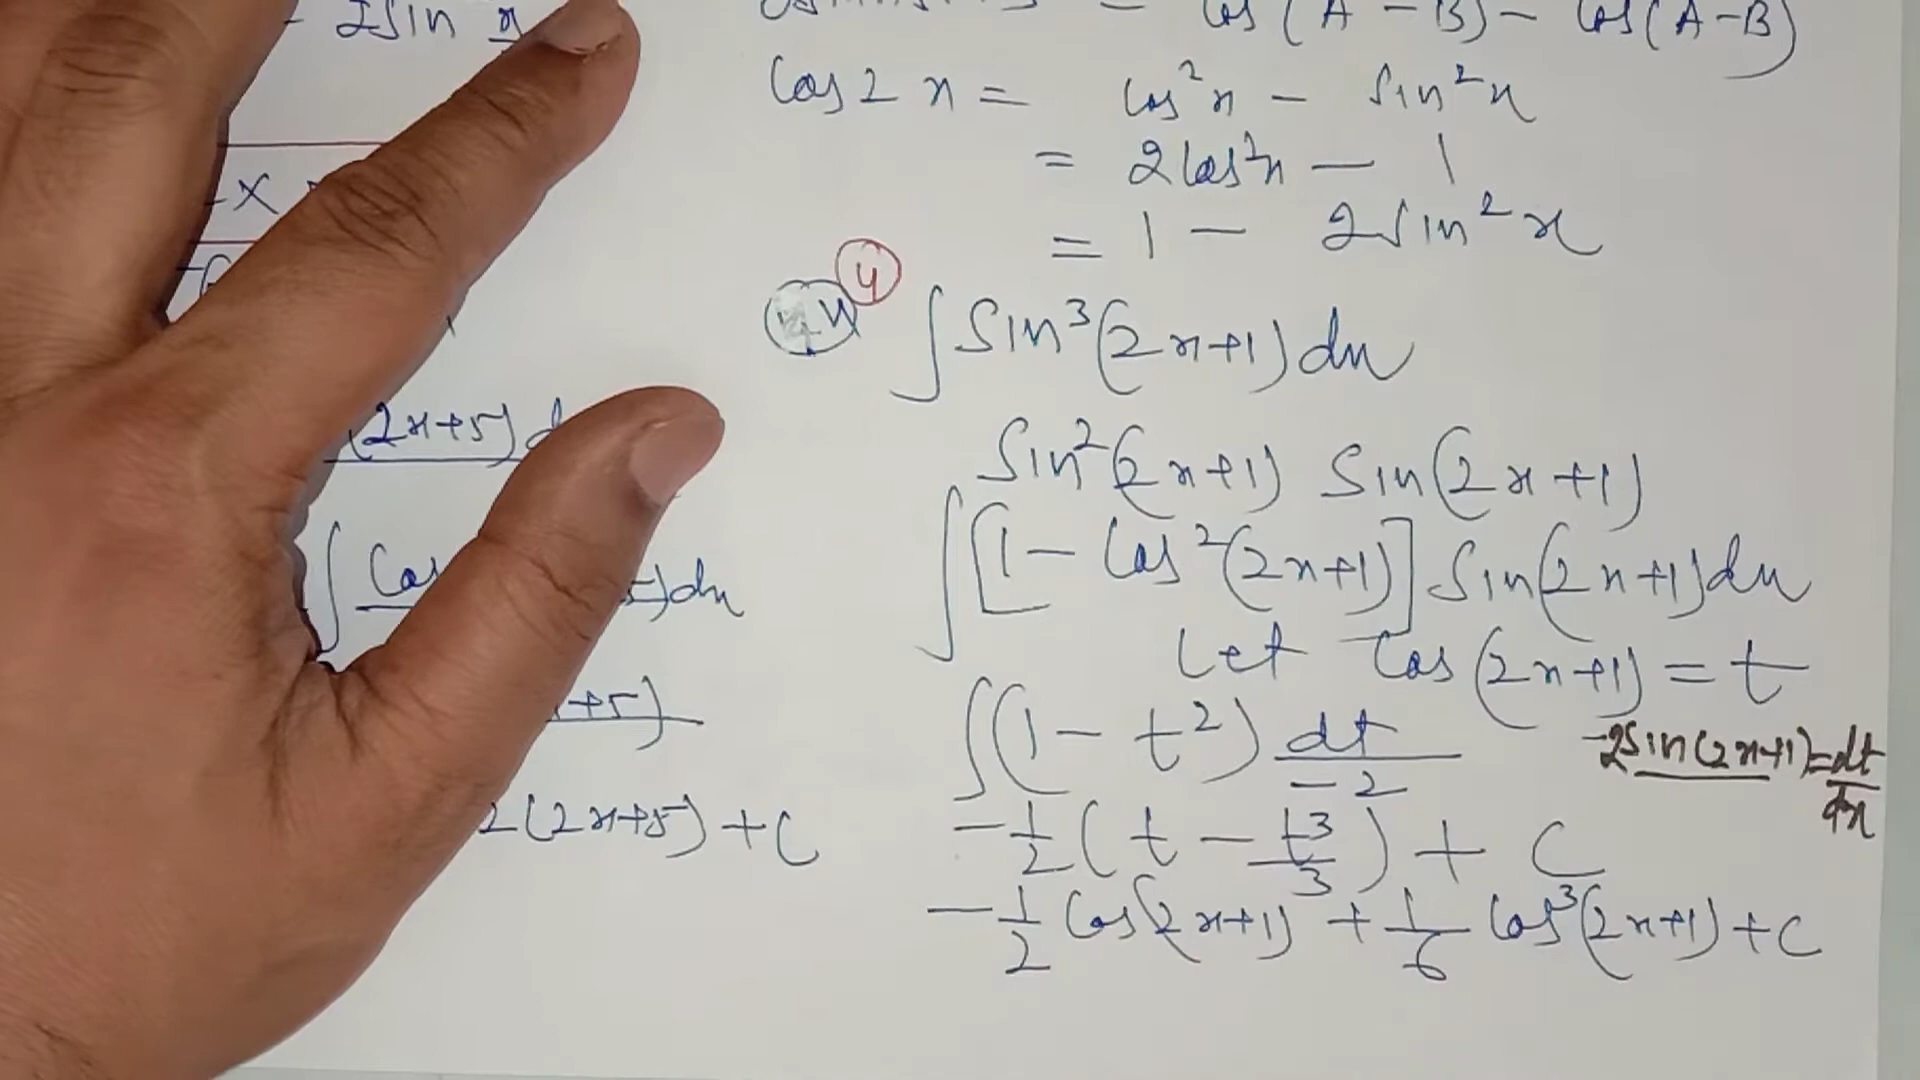 - 2 Sin x
= Cos(A - B) - Cos(A - B)
Cos 2x = Cos²x - Sin²x
= 2Cos²x - 1
= 1 - 2Sin²x
-x
4
∫ Sin³(2x+1) dx
(2x+5) d
Sin²(2x+1) Sin(2x+1)
∫ [1 - Cos²(2x+1)] Sin(2x+1) dx
∫ Cos )dx
Let Cos(2x+1) = t
+5)
∫ (1 - t²) dt/-2
-2Sin(2x+1) = dt/dx
2(2x+5) + C
-1/2 (t - t³/3) + C
-1/2 Cos(2x+1) + 1/6 Cos³(2x+1) + C